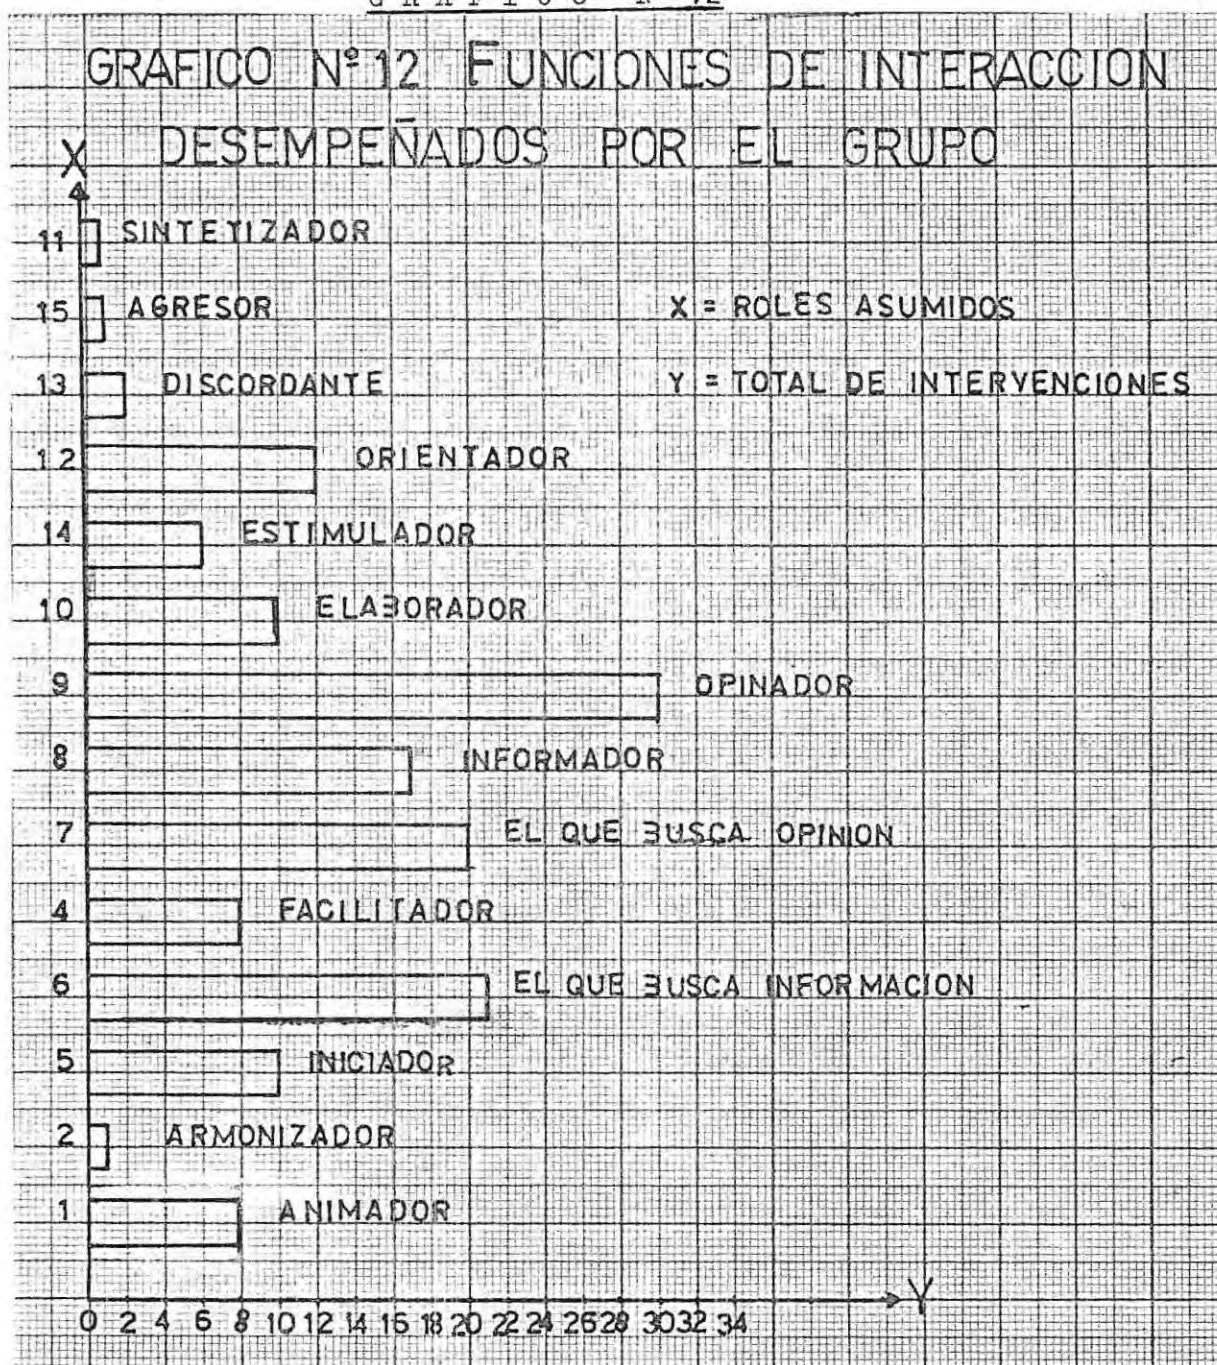 G R A F I C O N° 12
GRAFICO Nº 12 FUNCIONES DE INTERACCION
DESEMPEÑADOS POR EL GRUPO
X
11 SINTETIZADOR
15 AGRESOR X = ROLES ASUMIDOS
13 DISCORDANTE Y = TOTAL DE INTERVENCIONES
12 ORIENTADOR
14 ESTIMULADOR
10 ELABORADOR
9 OPINADOR
8 INFORMADOR
7 EL QUE BUSCA OPINION
4 FACILITADOR
6 EL QUE BUSCA INFORMACION
5 INICIADOR
2 ARMONIZADOR
1 ANIMADOR
Y
0 2 4 6 8 10 12 14 16 18 20 22 24 26 28 30 32 34